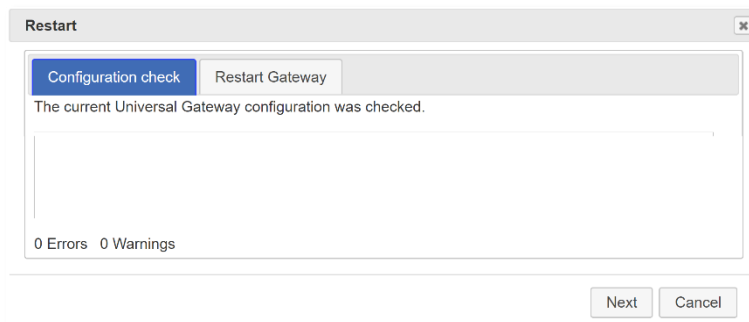 Restart
Configuration check Restart Gateway
The current Universal Gateway configuration was checked.
0 Errors 0 Warnings
Next Cancel